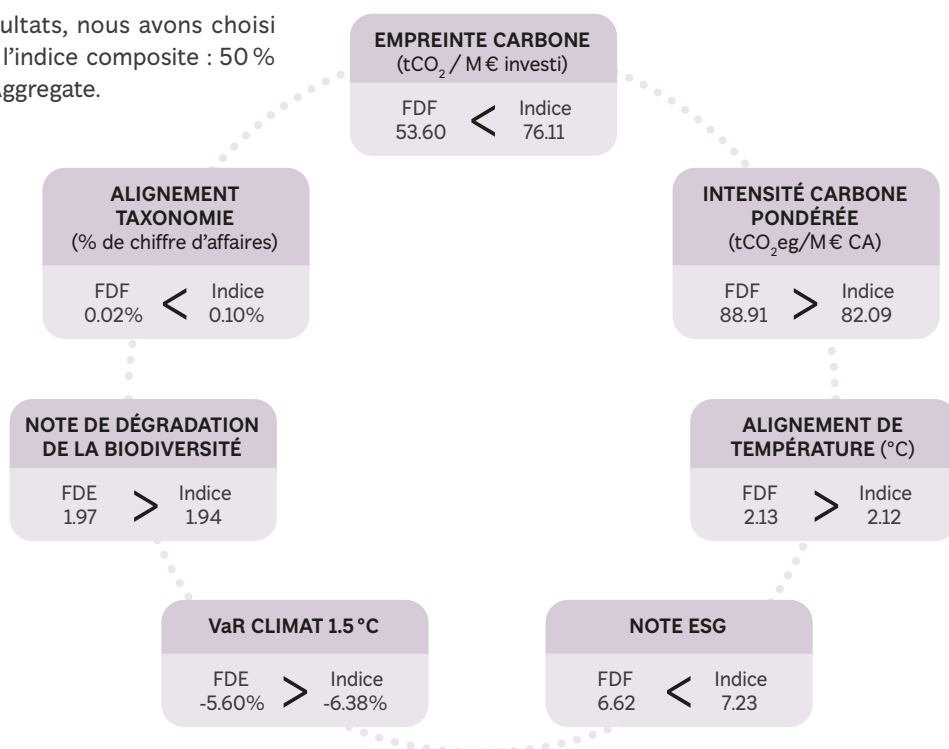 ultats, nous avons choisi
l'indice composite : 50 %
Aggregate.
EMPREINTE CARBONE
(tCO₂ / M € investi)
FDF < Indice
53.60 76.11
ALIGNEMENT
TAXONOMIE
(% de chiffre d'affaires)
FDF < Indice
0.02% 0.10%
INTENSITÉ CARBONE
PONDÉRÉE
(tCO₂eg/M € CA)
FDF > Indice
88.91 82.09
NOTE DE DÉGRADATION
DE LA BIODIVERSITÉ
FDE > Indice
1.97 1.94
ALIGNEMENT DE
TEMPÉRATURE (°C)
FDF > Indice
2.13 2.12
VaR CLIMAT 1.5 °C
FDE > Indice
-5.60% -6.38%
NOTE ESG
FDF < Indice
6.62 7.23